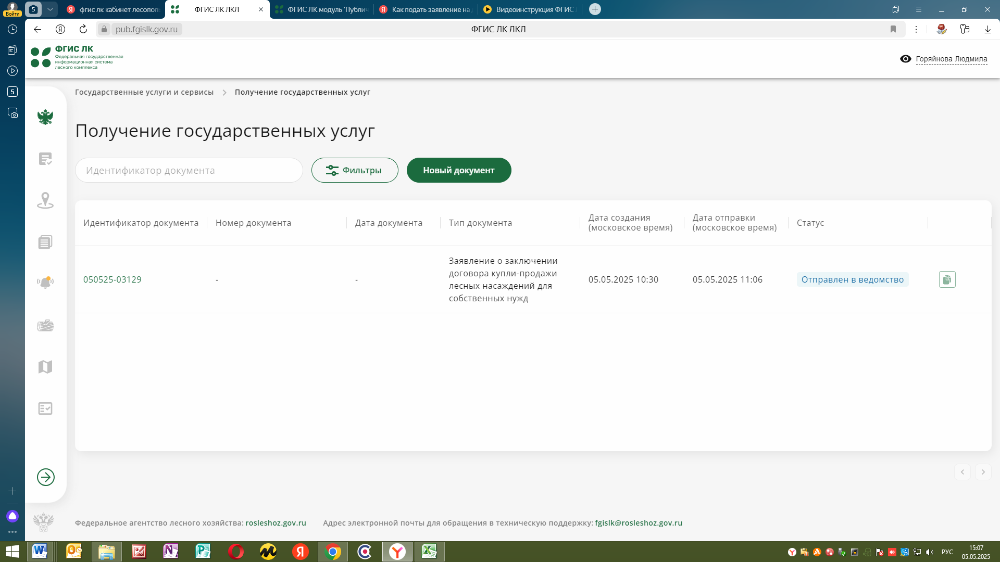 Войти
5
фгис лк кабинет лесопол
ФГИС ЛК ЛКЛ
ФГИС ЛК модуль 'Публич
Как подать заявление на
Видеоинструкция ФГИС
pub.fgislk.gov.ru
ФГИС ЛК ЛКЛ
5
ФГИС ЛК
Федеральная государственная
информационная система
лесного комплекса
Горяйнова Людмила
Государственные услуги и сервисы
Получение государственных услуг
Получение государственных услуг
Идентификатор документа
Фильтры
Новый документ
Идентификатор документа
Номер документа
Дата документа
Тип документа
Дата создания
(московское время)
Дата отправки
(московское время)
Статус
050525-03129
-
-
Заявление о заключении
договора купли-продажи
лесных насаждений для
собственных нужд
05.05.2025 10:30
05.05.2025 11:06
Отправлен в ведомство
Федеральное агентство лесного хозяйства: rosleshoz.gov.ru
Адрес электронной почты для обращения в техническую поддержку: fgislk@rosleshoz.gov.ru
РУС
15:07
05.05.2025